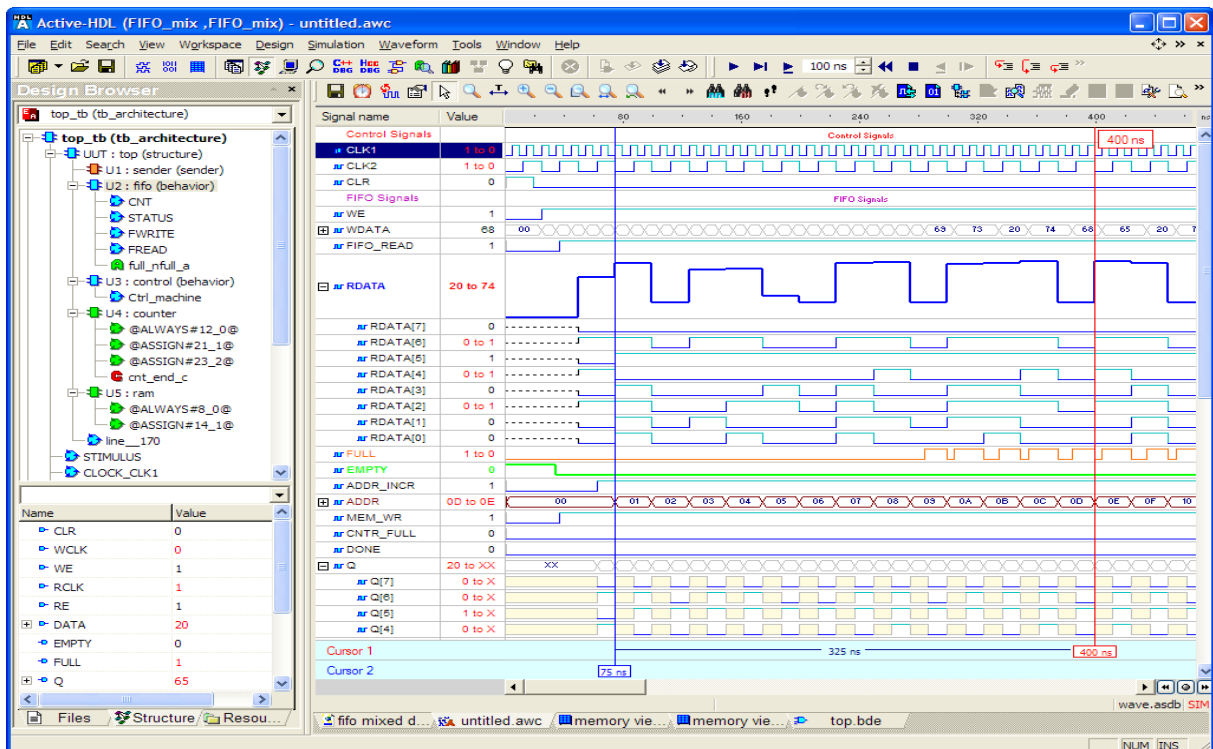 Active-HDL (FIFO_mix ,FIFO_mix) - untitled.awc
File Edit Search View Workspace Design Simulation Waveform Tools Window Help
C++ DBG HDL DBG 100 ns
Design Browser
top_tb (tb_architecture)
top_tb (tb_architecture)
UUT : top (structure)
U1 : sender (sender)
U2 : fifo (behavior)
CNT
STATUS
FWRITE
FREAD
full_nfull_a
U3 : control (behavior)
Ctrl_machine
U4 : counter
@ALWAYS#12_0@
@ASSIGN#21_1@
@ASSIGN#23_2@
cnt_end_c
U5 : ram
@ALWAYS#8_0@
@ASSIGN#14_1@
line__170
STIMULUS
CLOCK_CLK1
Name Value
CLR 0
WCLK 0
WE 1
RCLK 1
RE 1
DATA 20
EMPTY 0
FULL 1
Q 65
Files Structure Resou...
Signal name Value 80 160 240 320 400 ns
Control Signals Control Signals
400 ns
CLK1 1 to 0
CLK2 1 to 0
CLR 0
FIFO Signals FIFO Signals
WE 1
WDATA 68 00 69 73 20 74 68 65 20 7
FIFO_READ 1
RDATA 20 to 74
RDATA[7] 0
RDATA[6] 0 to 1
RDATA[5] 1
RDATA[4] 0 to 1
RDATA[3] 0
RDATA[2] 0 to 1
RDATA[1] 0
RDATA[0] 0
FULL 1 to 0
EMPTY 0
ADDR_INCR 1
ADDR 0D to 0E 00 01 02 03 04 05 06 07 08 09 0A 0B 0C 0D 0E 0F 10
MEM_WR 1
CNTR_FULL 0
DONE 0
Q 20 to XX XX
Q[7] 0 to X
Q[6] 0 to X
Q[5] 1 to X
Q[4] 0 to X
Cursor 1 325 ns 400 ns
Cursor 2 75 ns
fifo mixed d... untitled.awc memory vie... memory vie... top.bde
wave.asdb SIM
NUM INS